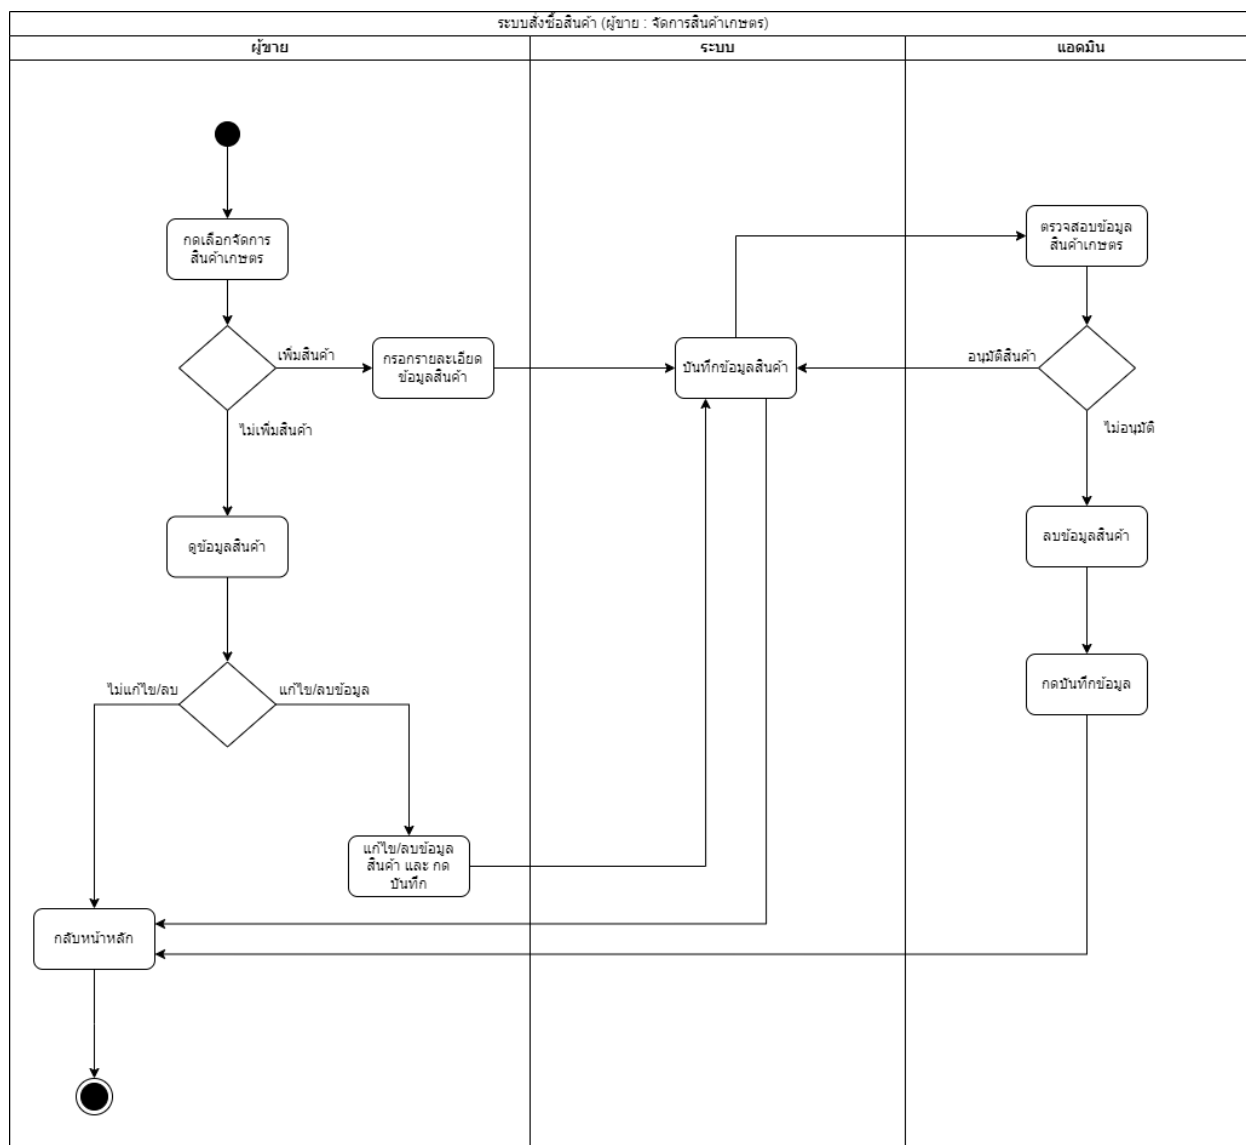 ระบบสั่งซื้อสินค้า (ผู้ขาย : จัดการสินค้าเกษตร)
ผู้ขาย
ระบบ
แอดมิน
กดเลือกจัดการ
สินค้าเกษตร
ตรวจสอบข้อมูล
สินค้าเกษตร
เพิ่มสินค้า
กรอกรายละเอียด
ข้อมูลสินค้า
บันทึกข้อมูลสินค้า
อนุมัติสินค้า
ไม่เพิ่มสินค้า
ไม่อนุมัติ
ดูข้อมูลสินค้า
ลบข้อมูลสินค้า
ไม่แก้ไข/ลบ
แก้ไข/ลบข้อมูล
กดบันทึกข้อมูล
แก้ไข/ลบข้อมูล
สินค้า และ กด
บันทึก
กลับหน้าหลัก